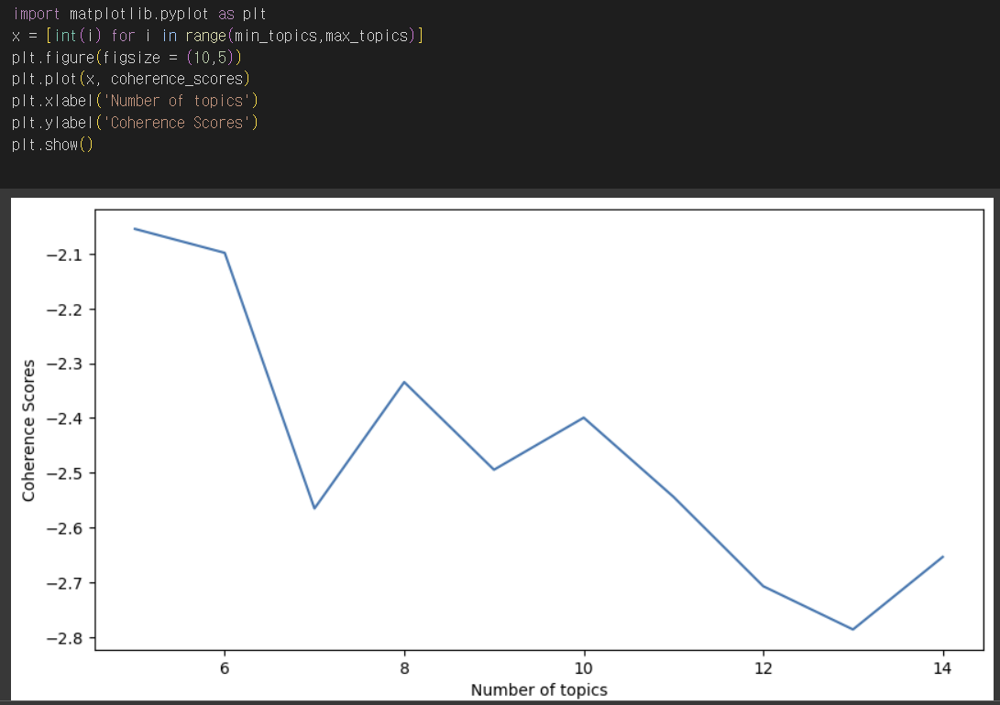 import matplotlib.pyplot as plt
x = [int(i) for i in range(min_topics,max_topics)]
plt.figure(figsize = (10,5))
plt.plot(x, coherence_scores)
plt.xlabel('Number of topics')
plt.ylabel('Coherence Scores')
plt.show()
−2.1
−2.2
−2.3
−2.4
−2.5
−2.6
−2.7
−2.8
Coherence Scores
6 8 10 12 14
Number of topics